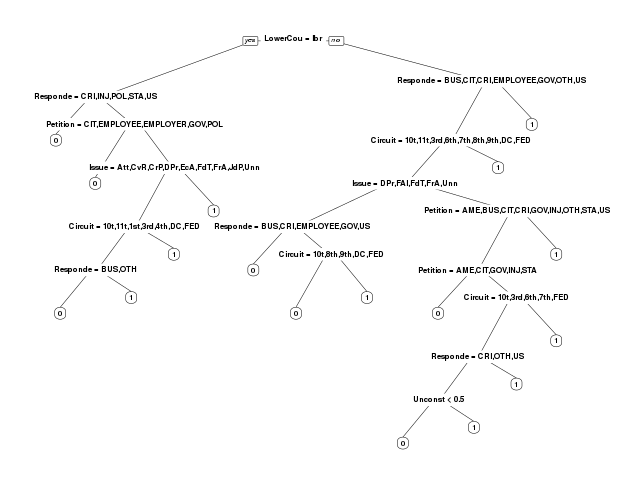 yes LowerCou = lbr no
Responde = BUS,CIT,CRI,EMPLOYEE,GOV,OTH,US
Responde = CRI,INJ,POL,STA,US
Petition = CIT,EMPLOYEE,EMPLOYER,GOV,POL
1
0
Circuit = 10t,11t,3rd,6th,7th,8th,9th,DC,FED
Issue = Att,CvR,CrP,DPr,EcA,FdT,FrA,JdP,Unn
1
0
Issue = DPr,FAI,FdT,FrA,Unn
1
Petition = AME,BUS,CIT,CRI,GOV,INJ,OTH,STA,US
Circuit = 10t,11t,1st,3rd,4th,DC,FED
Responde = BUS,CRI,EMPLOYEE,GOV,US
1
Circuit = 10t,8th,9th,DC,FED
1
Responde = BUS,OTH
0
Petition = AME,CIT,GOV,INJ,STA
0
1
1
Circuit = 10t,3rd,6th,7th,FED
0
0
0
1
Responde = CRI,OTH,US
1
Unconst < 0.5
1
0